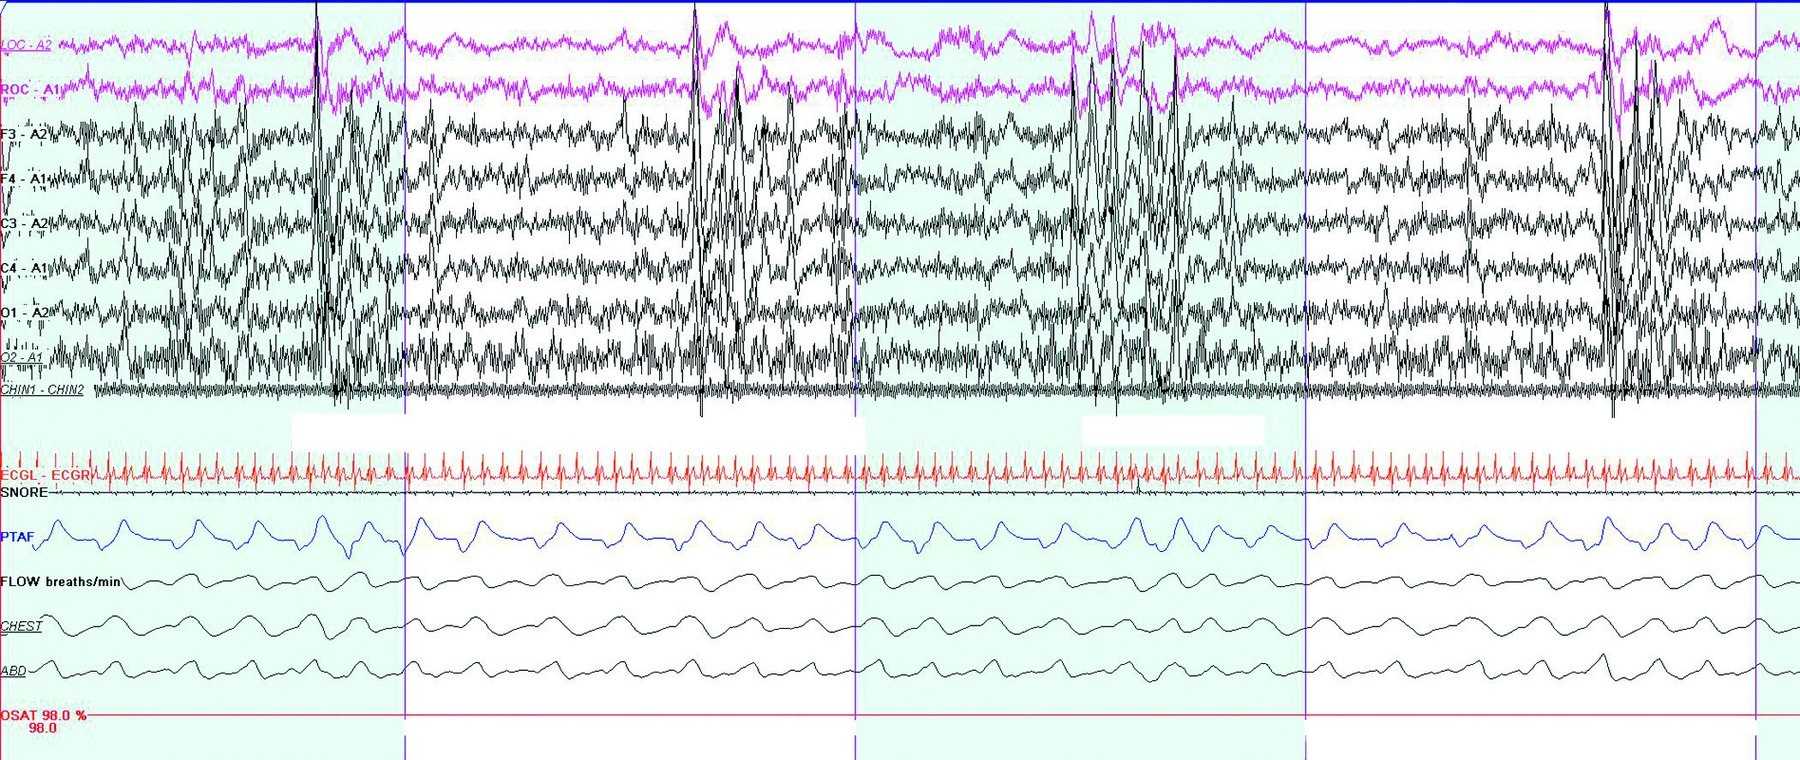 LOC - A2
ROC - A1
F3 - A2
F4 - A1
C3 - A2
C4 - A1
O1 - A2
O2 - A1
CHIN1 - CHIN2
ECGL - ECGR
SNORE
PTAF
FLOW breaths/min
CHEST
ABD
OSAT 98.0 %
98.0